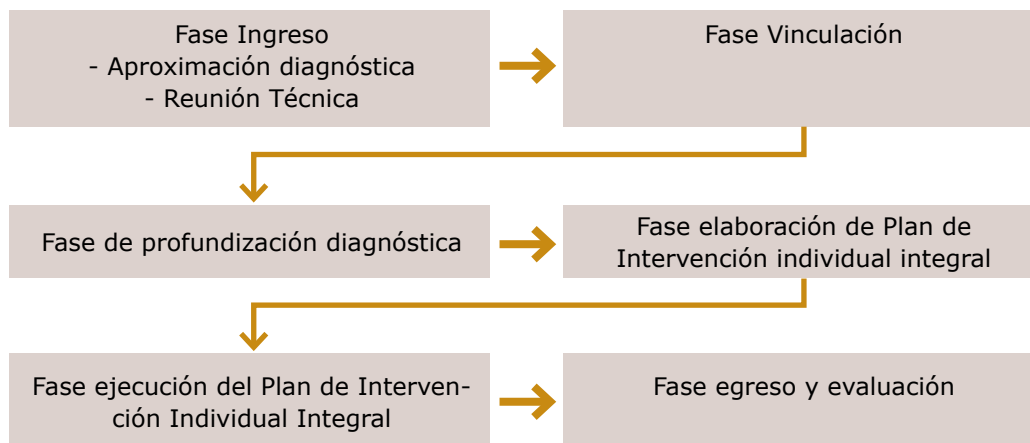 Fase Ingreso
- Aproximación diagnóstica
- Reunión Técnica
Fase Vinculación
Fase de profundización diagnóstica
Fase elaboración de Plan de
Intervención individual integral
Fase ejecución del Plan de Interven-
ción Individual Integral
Fase egreso y evaluación